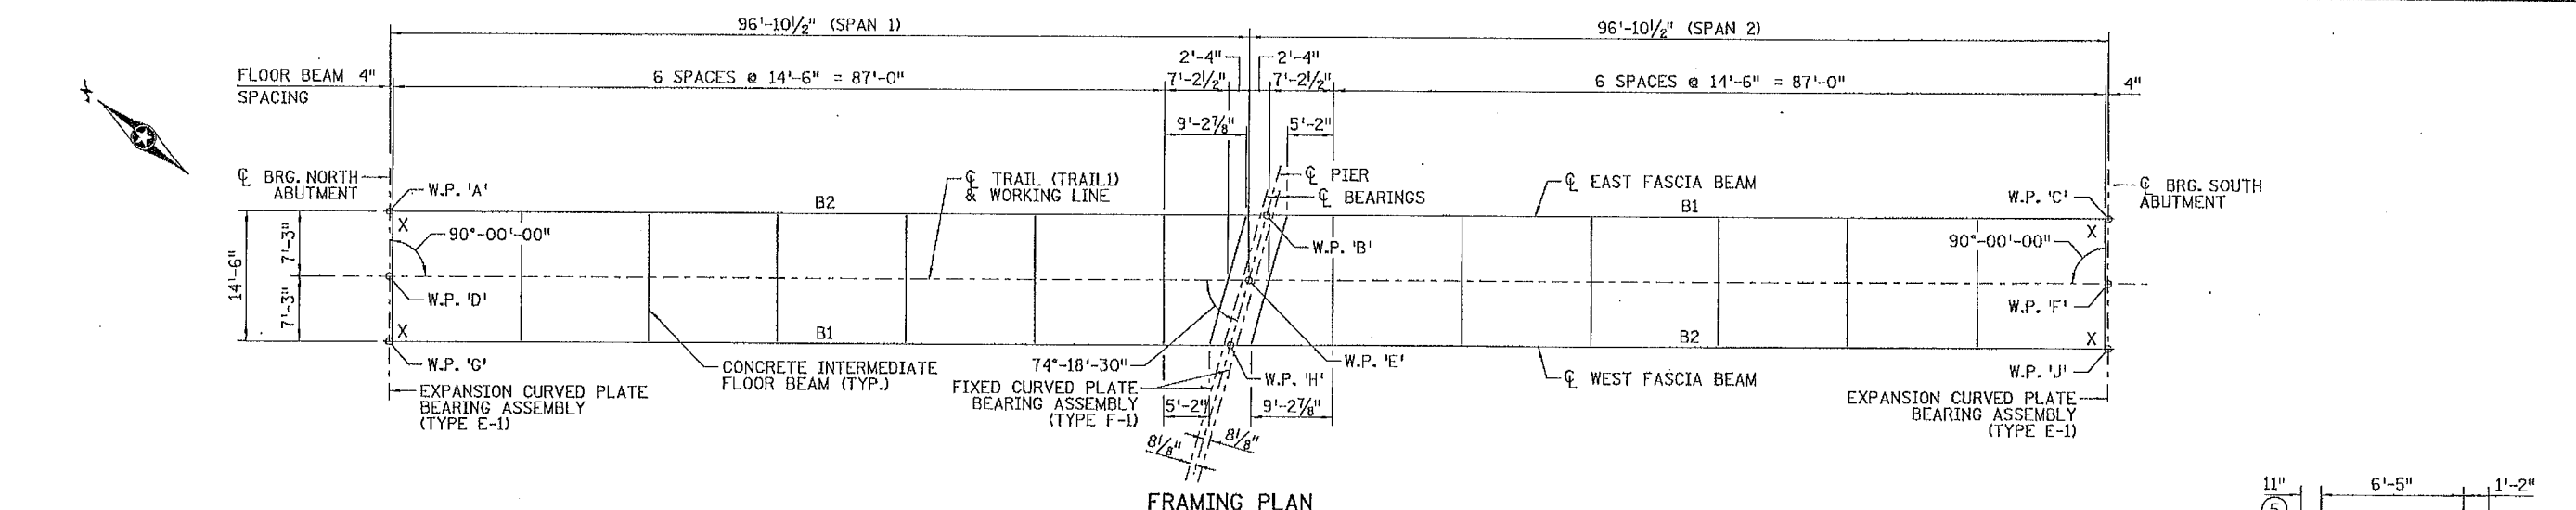 96'-10½" (SPAN 1)
96'-10½" (SPAN 2)
2'-4"
2'-4"
FLOOR BEAM 4"
SPACING
6 SPACES @ 14'-6" = 87'-0"
7'-2½"
7'-2½"
6 SPACES @ 14'-6" = 87'-0"
4"
9'-2⅞"
5'-2"
℄ BRG. NORTH
ABUTMENT
W.P. 'A'
℄ TRAIL (TRAIL1)
& WORKING LINE
℄ PIER
℄ BEARINGS
℄ EAST FASCIA BEAM
W.P. 'C'
℄ BRG. SOUTH
ABUTMENT
B2
B1
X
90°-00'-00"
W.P. 'B'
90°-00'-00"
X
14'-6"
7'-3"
7'-3"
W.P. 'D'
W.P. 'F'
X
B1
B2
X
W.P. 'G'
CONCRETE INTERMEDIATE
FLOOR BEAM (TYP.)
74°-18'-30"
W.P. 'E'
W.P. 'H'
℄ WEST FASCIA BEAM
W.P. 'J'
EXPANSION CURVED PLATE
BEARING ASSEMBLY
(TYPE E-1)
FIXED CURVED PLATE
BEARING ASSEMBLY
(TYPE F-1)
5'-2"
9'-2⅞"
EXPANSION CURVED PLATE
BEARING ASSEMBLY
(TYPE E-1)
8⅛"
8⅛"
FRAMING PLAN
11"
6'-5"
1'-2"
5